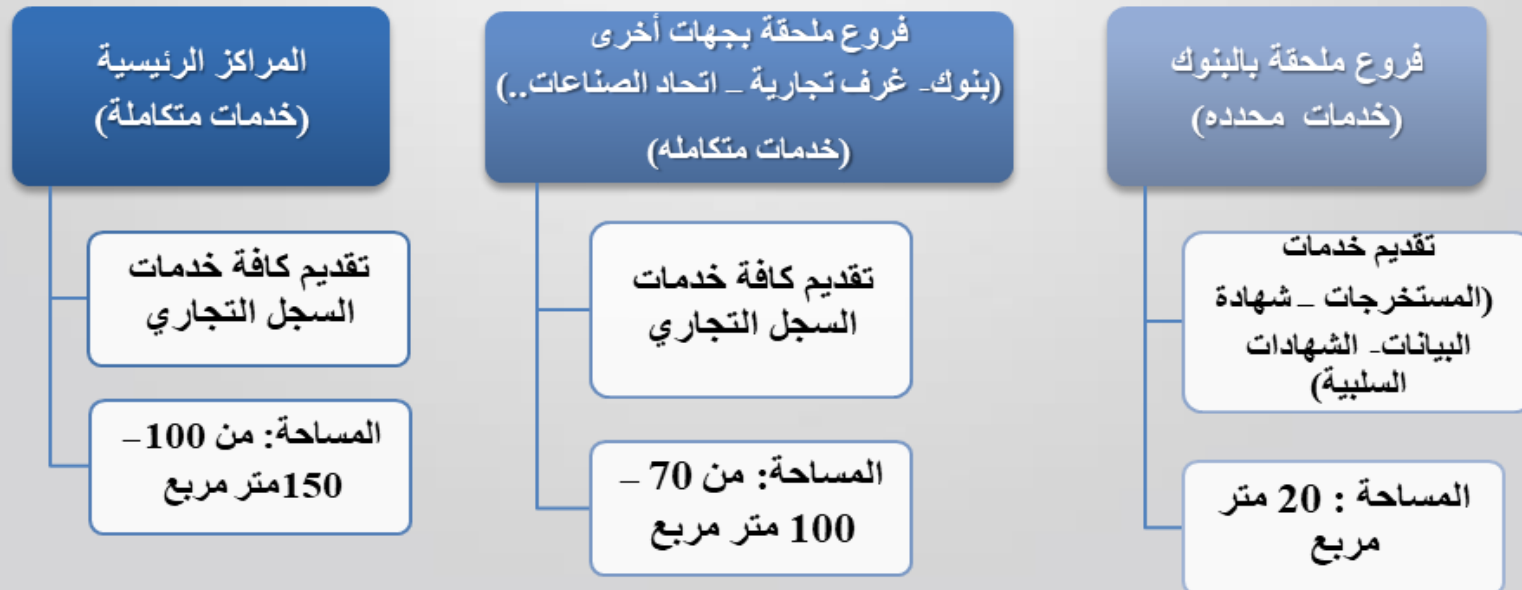 فروع ملحقة بالبنوك
(خدمات محدده)
تقديم خدمات
(المستخرجات – شهادة
البيانات- الشهادات
السلبية)
المساحة : 20 متر
مربع
فروع ملحقة بجهات أخرى
(بنوك- غرف تجارية – اتحاد الصناعات..)
(خدمات متكامله)
تقديم كافة خدمات
السجل التجاري
المساحة: من 70 –
100 متر مربع
المراكز الرئيسية
(خدمات متكاملة)
تقديم كافة خدمات
السجل التجاري
المساحة: من 100–
150متر مربع